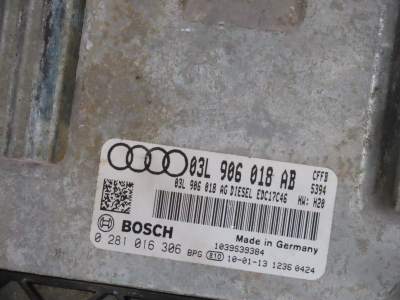 03L 906 018 AB
CFFB
5394
03L 906 018 AG DIESEL EDC17C46
HW: H20
BOSCH
Made in Germany
1039S39384
0 281 016 306 BPG e10 10-01-13 1236 0424